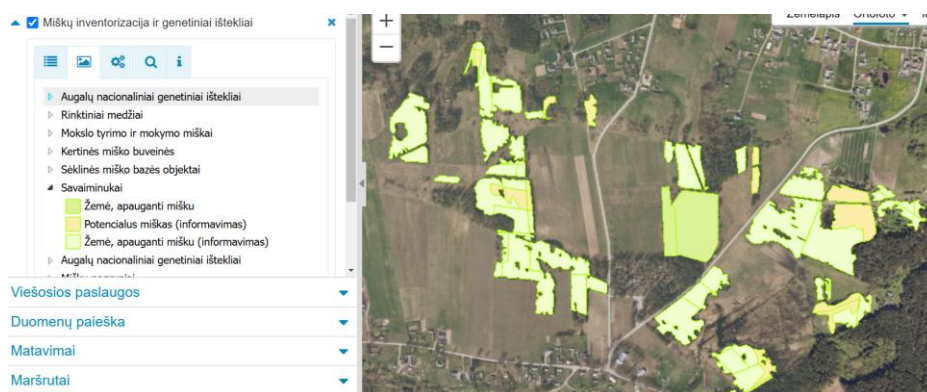 Miškų inventorizacija ir genetiniai ištekliai
Augalų nacionaliniai genetiniai ištekliai
Rinktiniai medžiai
Mokslo tyrimo ir mokymo miškai
Kertinės miško buveinės
Sėklinės miško bazės objektai
Savaiminukai
Žemė, apauganti mišku
Potencialus miškas (informavimas)
Žemė, apauganti mišku (informavimas)
Augalų nacionaliniai genetiniai ištekliai
Viešosios paslaugos
Duomenų paieška
Matavimai
Maršrutai
Žemėlapis Ortofoto